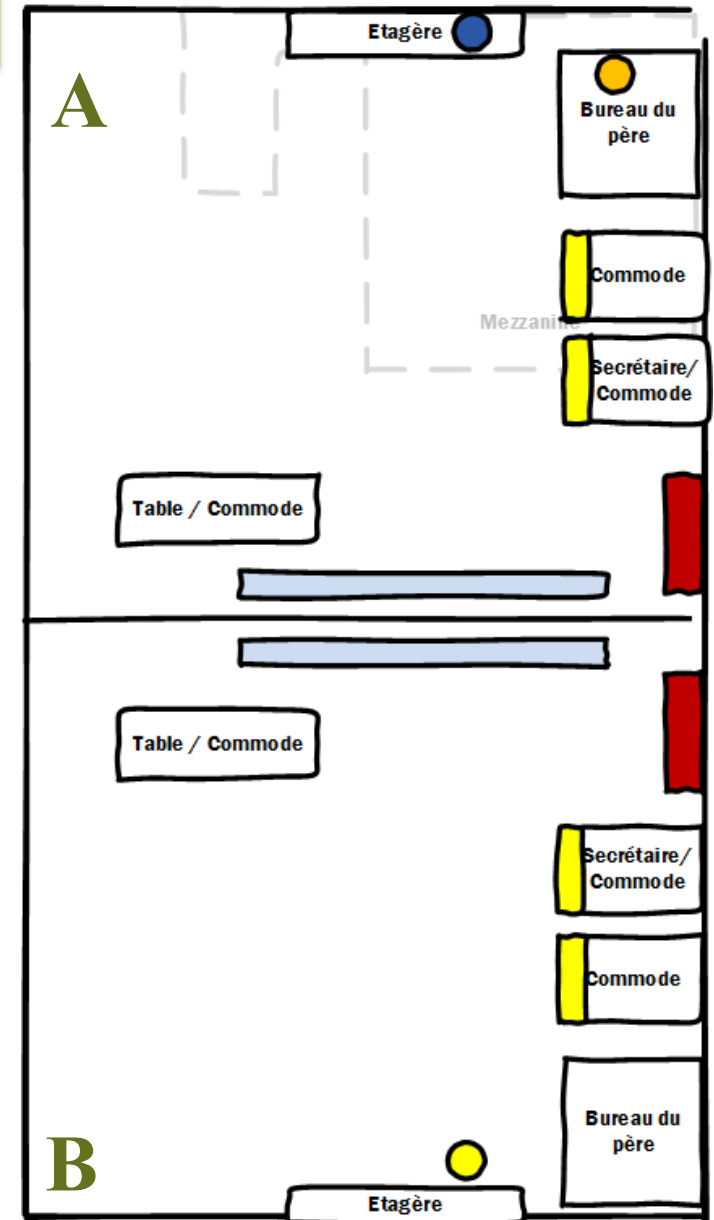 Etagère
A
Bureau du
père
Commode
Mezzanine
Secrétaire/
Commode
Table / Commode
Table / Commode
Secrétaire/
Commode
Commode
Bureau du
père
B
Etagère